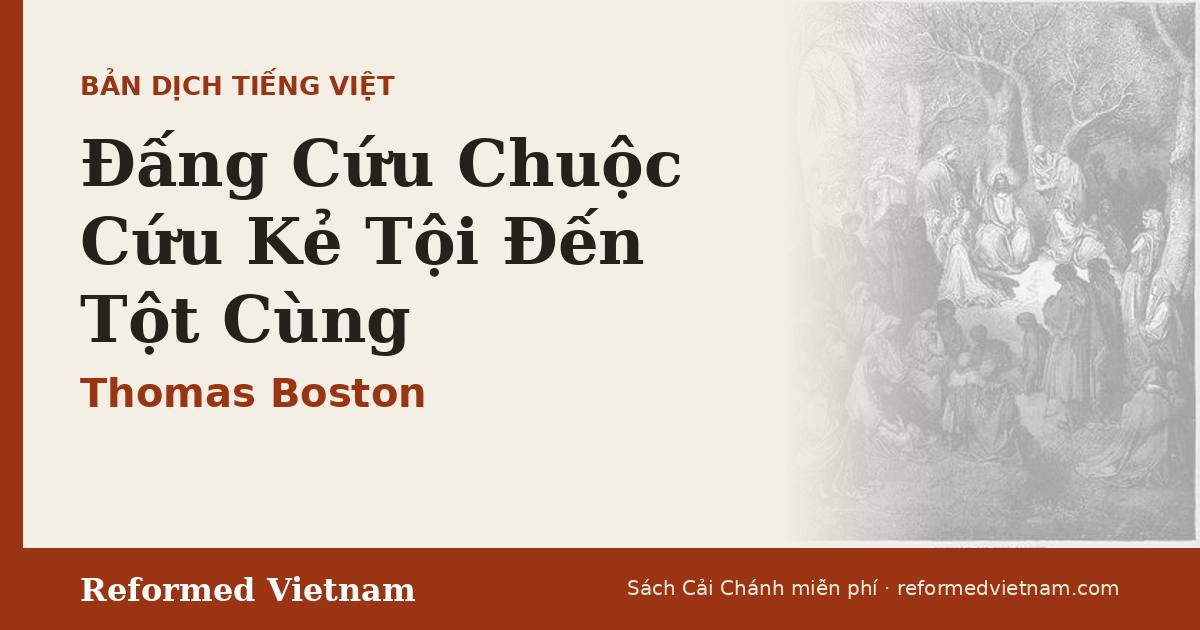 BẢN DỊCH TIẾNG VIỆT
Đấng Cứu Chuộc
Cứu Kẻ Tội Đến
Tột Cùng
Thomas Boston
Reformed Vietnam
Sách Cải Chánh miễn phí · reformedvietnam.com